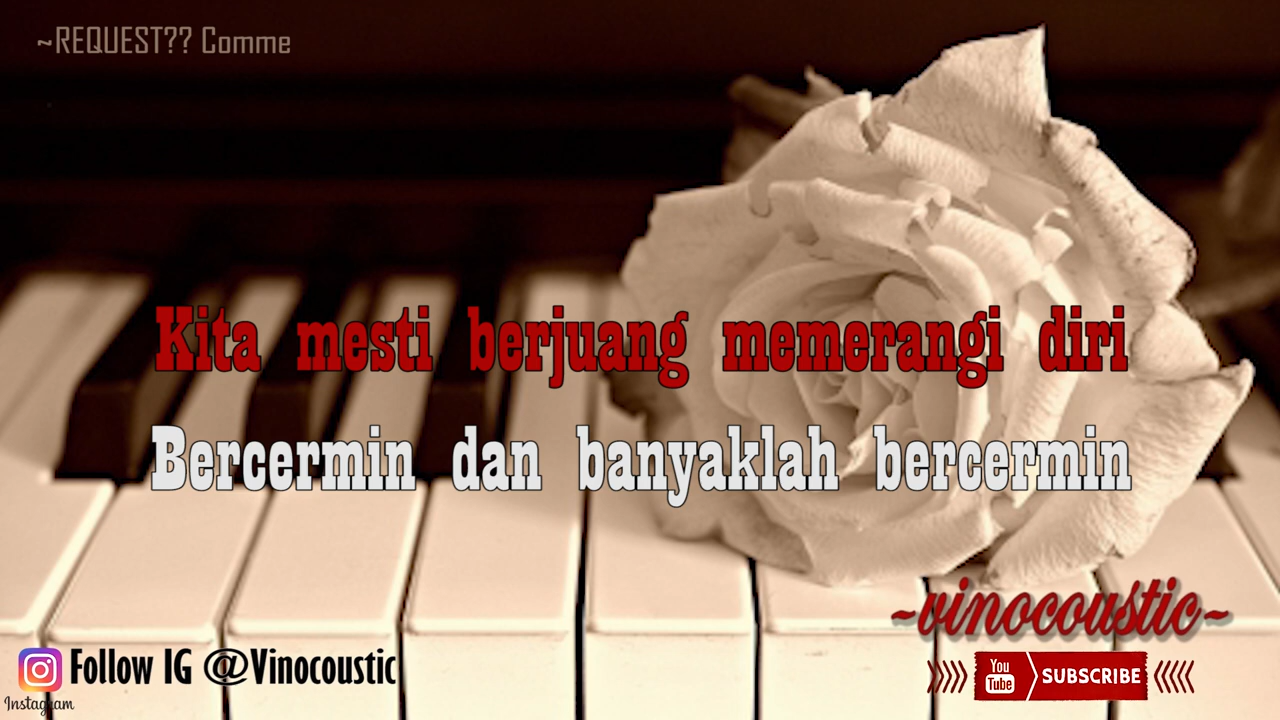 ~REQUEST?? Comme
Kita mesti berjuang memerangi diri
Bercermin dan banyaklah bercermin
~vinocoustic~
Follow IG @Vinocoustic
Instagram
You Tube SUBSCRIBE